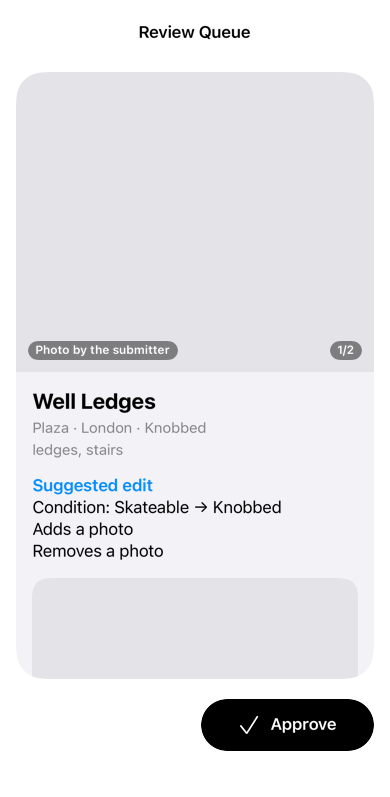 Review Queue
Photo by the submitter
1/2
Well Ledges
Plaza · London · Knobbed
ledges, stairs
Suggested edit
Condition: Skateable → Knobbed
Adds a photo
Removes a photo
Approve